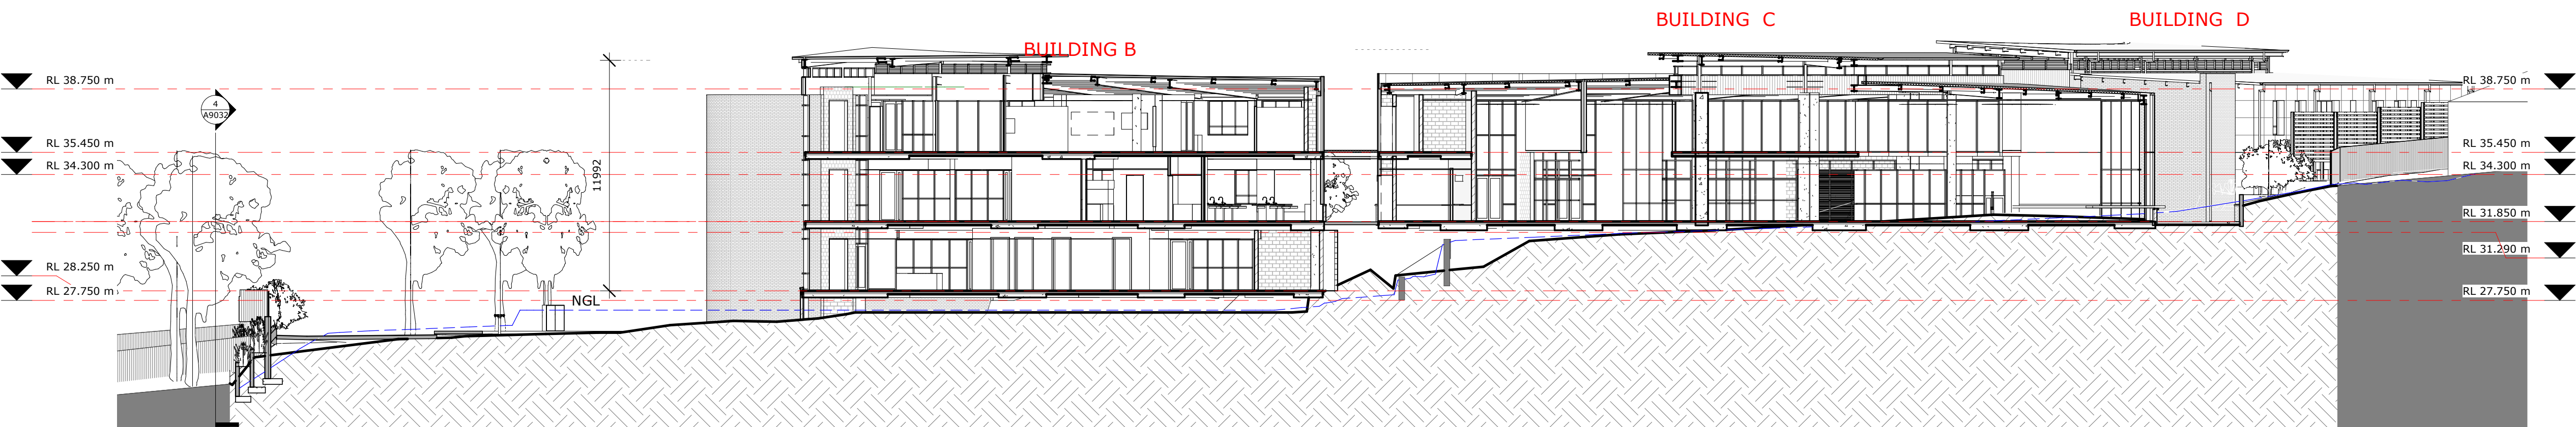 BUILDING B
BUILDING C
BUILDING D
RL 38.750 m
RL 35.450 m
RL 34.300 m
RL 28.250 m
RL 27.750 m
4
A9032
11992
NGL
RL 38.750 m
RL 35.450 m
RL 34.300 m
RL 31.850 m
RL 31.290 m
RL 27.750 m